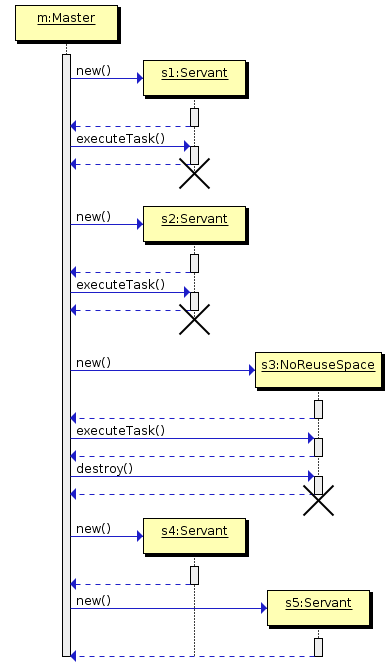 m:Master
new()
s1:Servant
executeTask()
new()
s2:Servant
executeTask()
new()
s3:NoReuseSpace
executeTask()
destroy()
new()
s4:Servant
new()
s5:Servant